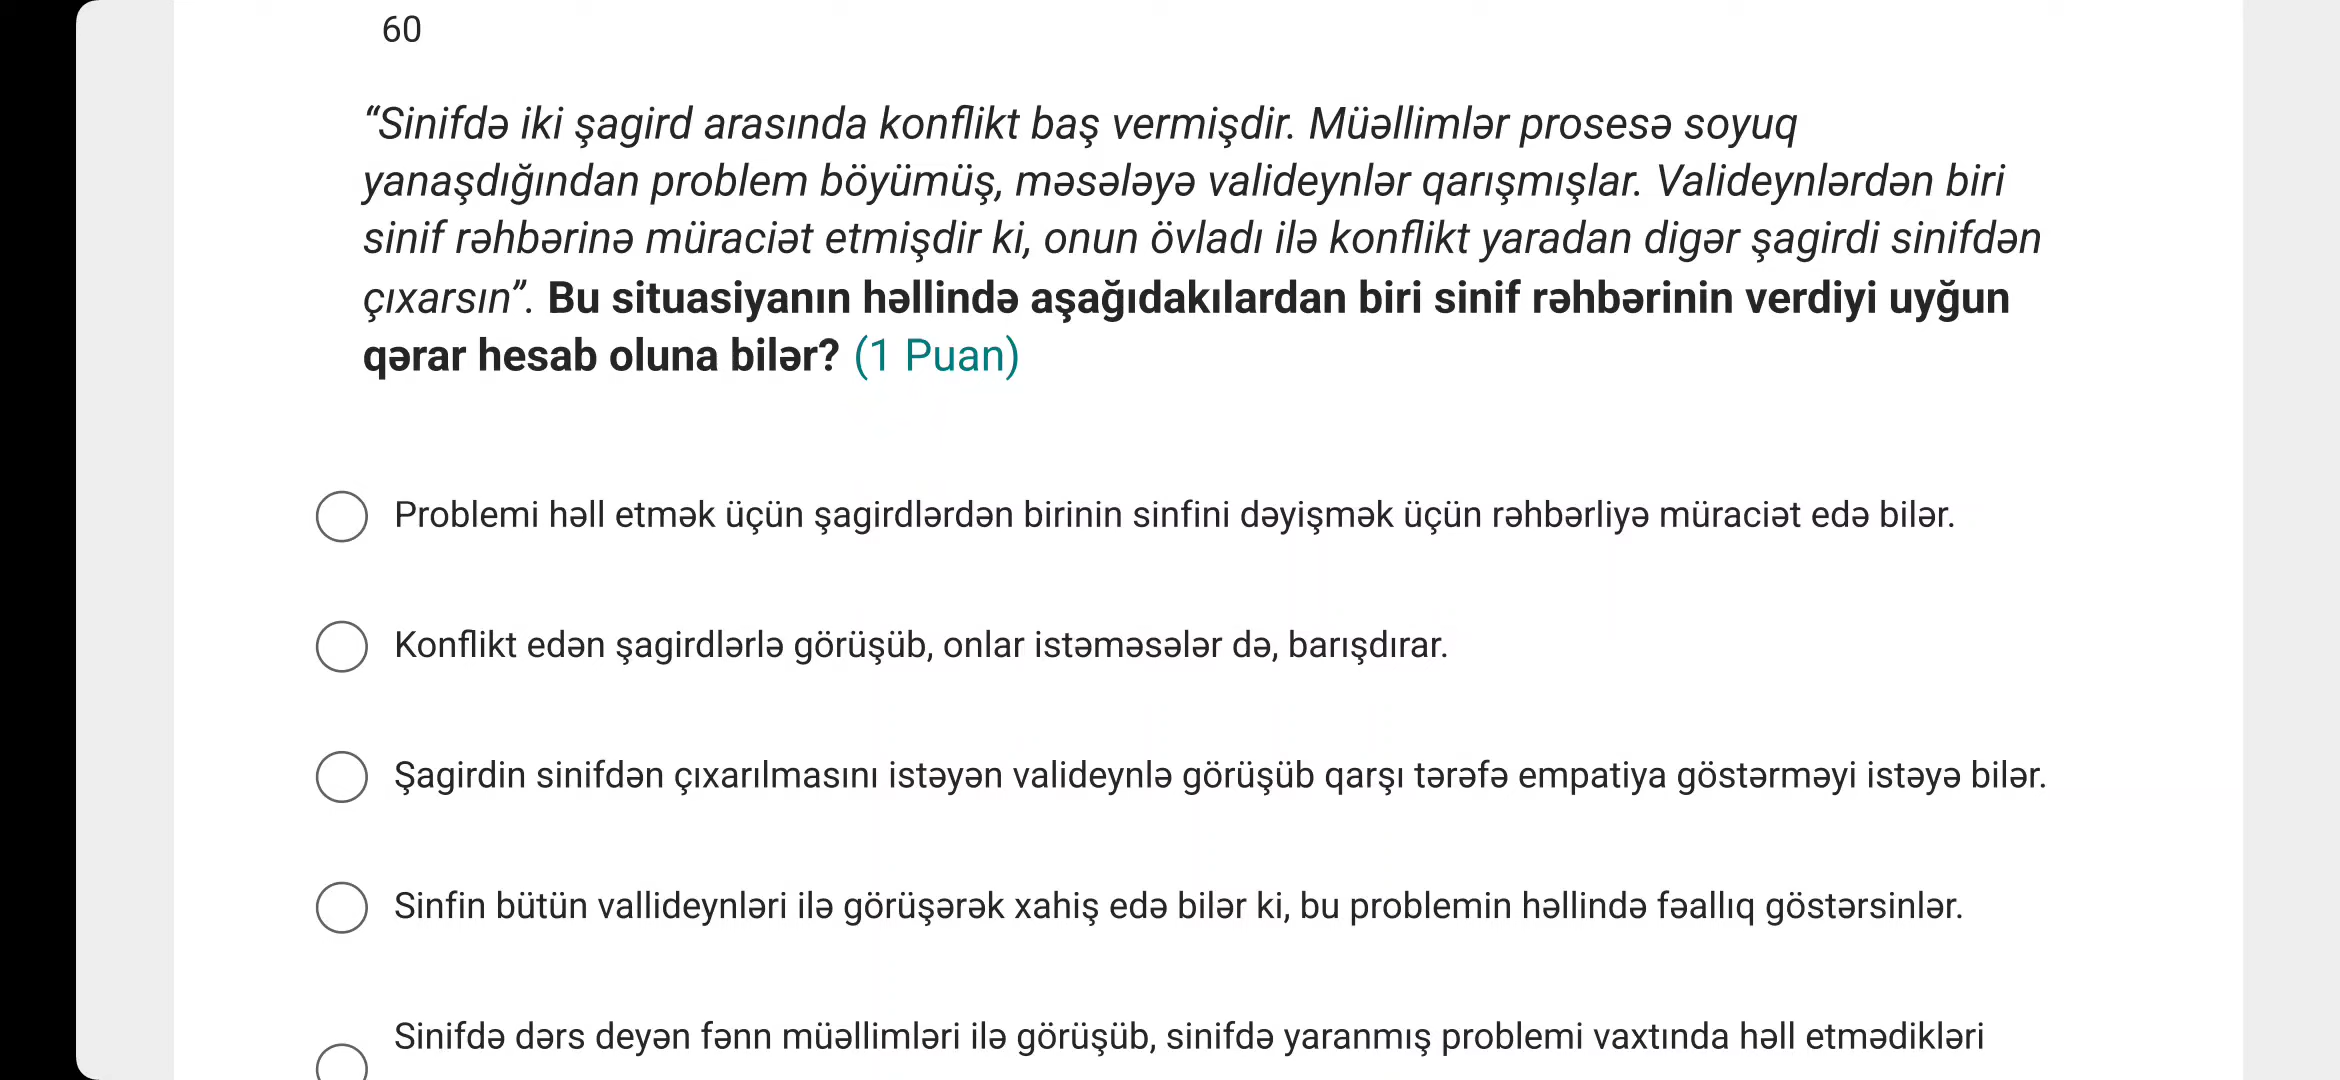 60
“Sinifdə iki şagird arasında konflikt baş vermişdir. Müəllimlər prosesə soyuq
yanaşdığından problem böyümüş, məsələyə valideynlər qarışmışlar. Valideynlərdən biri
sinif rəhbərinə müraciət etmişdir ki, onun övladı ilə konflikt yaradan digər şagirdi sinifdən
çıxarsın”. Bu situasiyanın həllində aşağıdakılardan biri sinif rəhbərinin verdiyi uyğun
qərar hesab oluna bilər? (1 Puan)
Problemi həll etmək üçün şagirdlərdən birinin sinfini dəyişmək üçün rəhbərliyə müraciət edə bilər.
Konflikt edən şagirdlərlə görüşüb, onlar istəməsələr də, barışdırar.
Şagirdin sinifdən çıxarılmasını istəyən valideynlə görüşüb qarşı tərəfə empatiya göstərməyi istəyə bilər.
Sinfin bütün vallideynləri ilə görüşərək xahiş edə bilər ki, bu problemin həllində fəallıq göstərsinlər.
Sinifdə dərs deyən fənn müəllimləri ilə görüşüb, sinifdə yaranmış problemi vaxtında həll etmədikləri